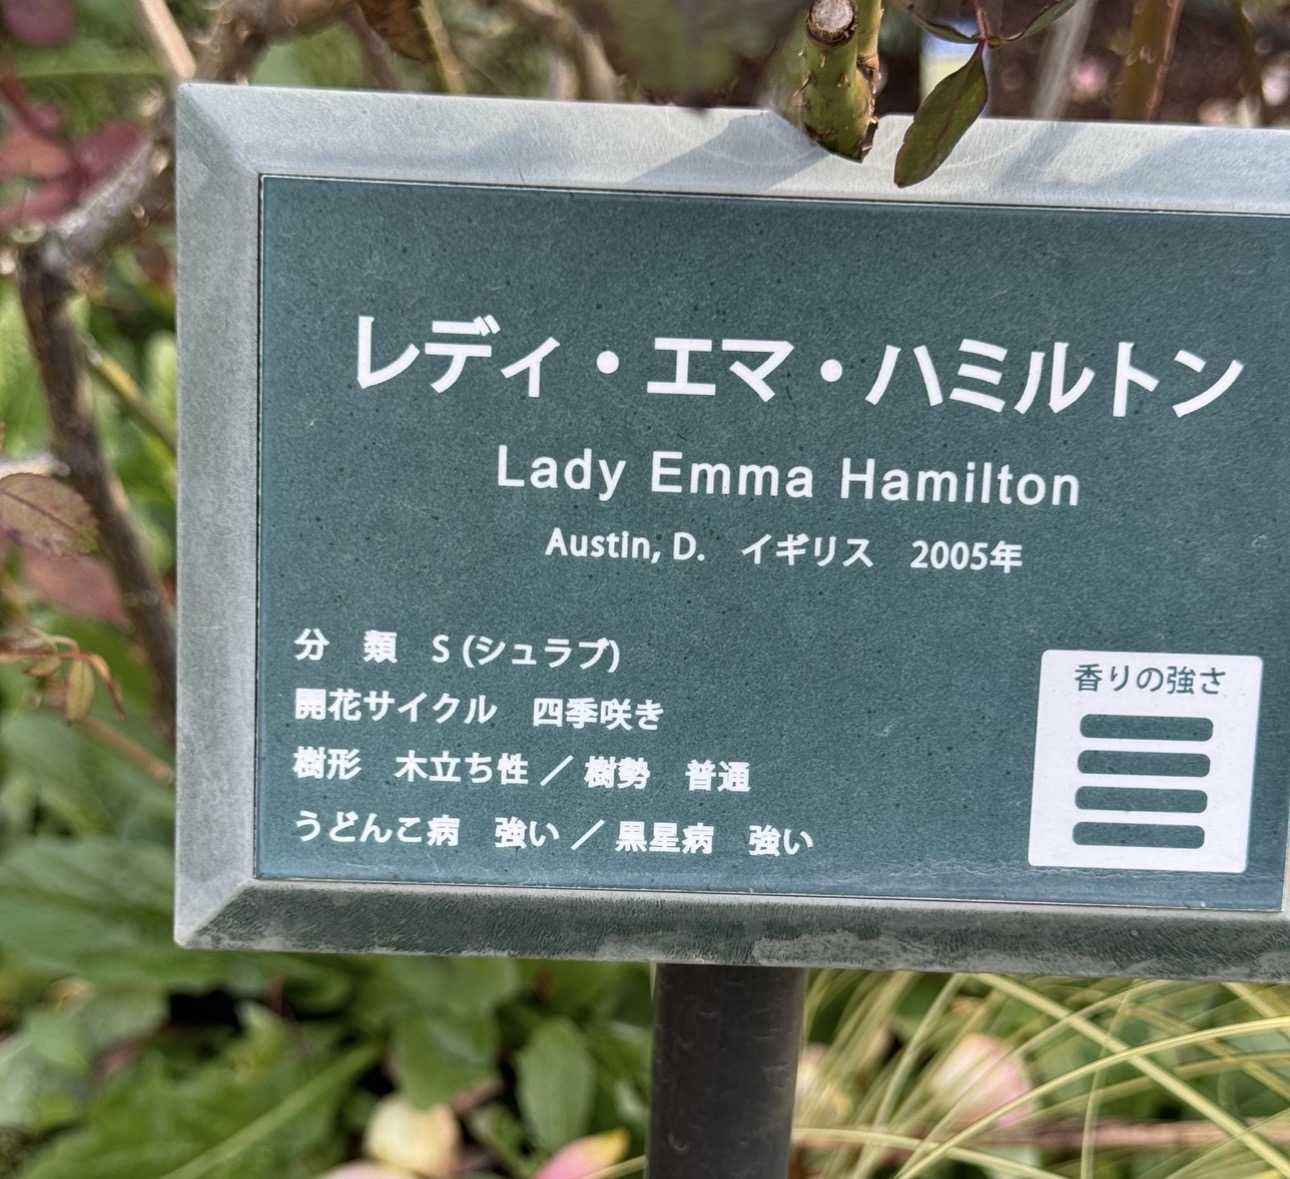 レディ・エマ・ハミルトン
Lady Emma Hamilton
Austin, D.　イギリス　2005年
分　類　S (シュラブ)
開花サイクル　四季咲き
樹形　木立ち性 ／ 樹勢　普通
うどんこ病　強い ／ 黒星病　強い
香りの強さ